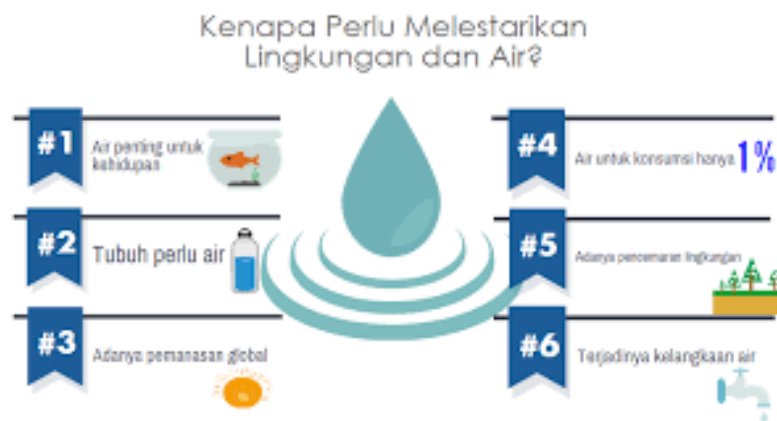 Kenapa Perlu Melestarikan
Lingkungan dan Air?
#1
Air penting untuk
kehidupan
#2
Tubuh perlu air
#3
Adanya pemanasan global
#4
Air untuk konsumsi hanya 1%
#5
Adanya pencemaran lingkungan
#6
Terjadinya kelangkaan air